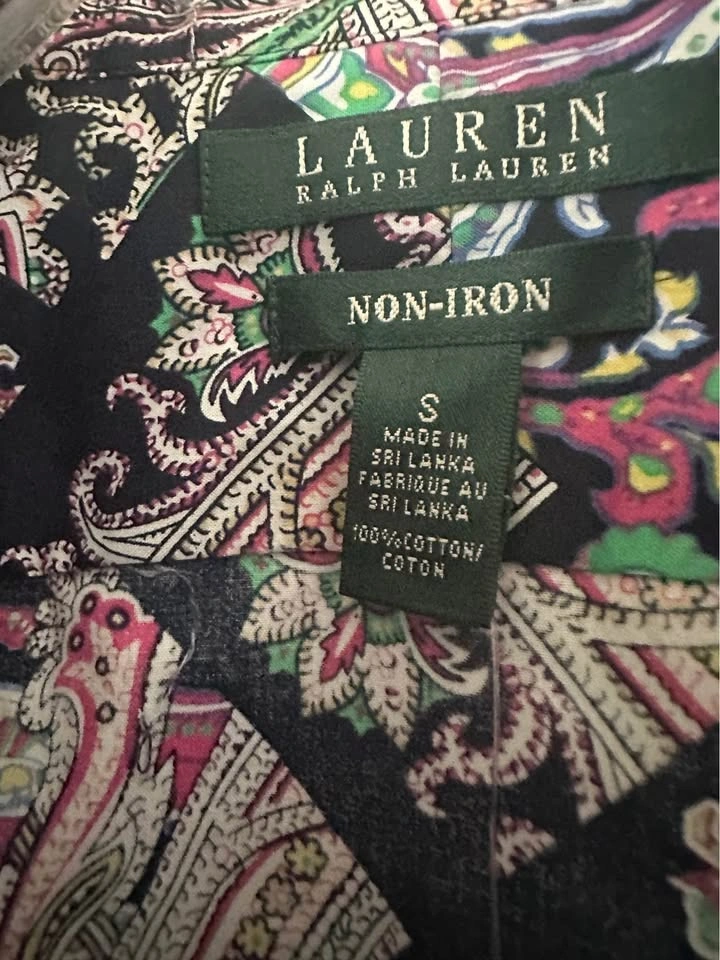 LAUREN
RALPH LAUREN
NON-IRON
S
MADE IN
SRI LANKA
FABRIQUE AU
SRI LANKA
100%COTTON/
COTON